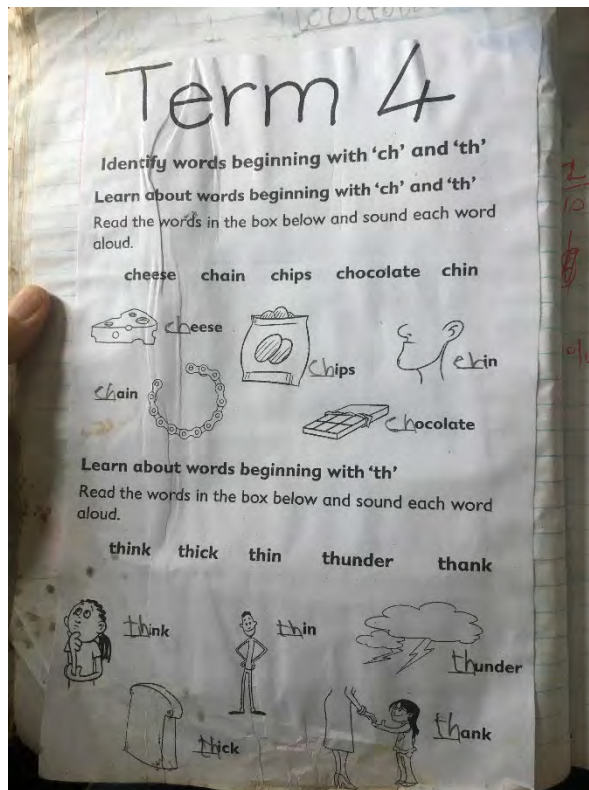 Term 4
Identify words beginning with 'ch' and 'th'
Learn about words beginning with 'ch' and 'th'
Read the words in the box below and sound each word
aloud.
cheese chain chips chocolate chin
cheese
chips
chin
chain
chocolate
Learn about words beginning with 'th'
Read the words in the box below and sound each word
aloud.
think thick thin thunder thank
think
thin
thunder
thick
thank
2
10